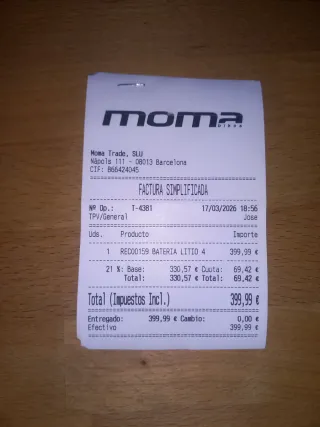 moma
bikes
Moma Trade, SLU
Nàpols 111 - 08013 Barcelona
CIF: B66424045
FACTURA SIMPLIFICADA
Nº Op.: T-4381 17/03/2026 18:56
TPV/General Jose
Uds. Producto Importe
1 REC00159 BATERIA LITIO 4 399,99 €
21 %: Base: 330,57 € Cuota: 69,42 €
Total: 330,57 € Total: 69,42 €
Total (Impuestos Incl.) 399,99 €
Entregado: 399,99 € Cambio: 0,00 €
Efectivo 399,99 €